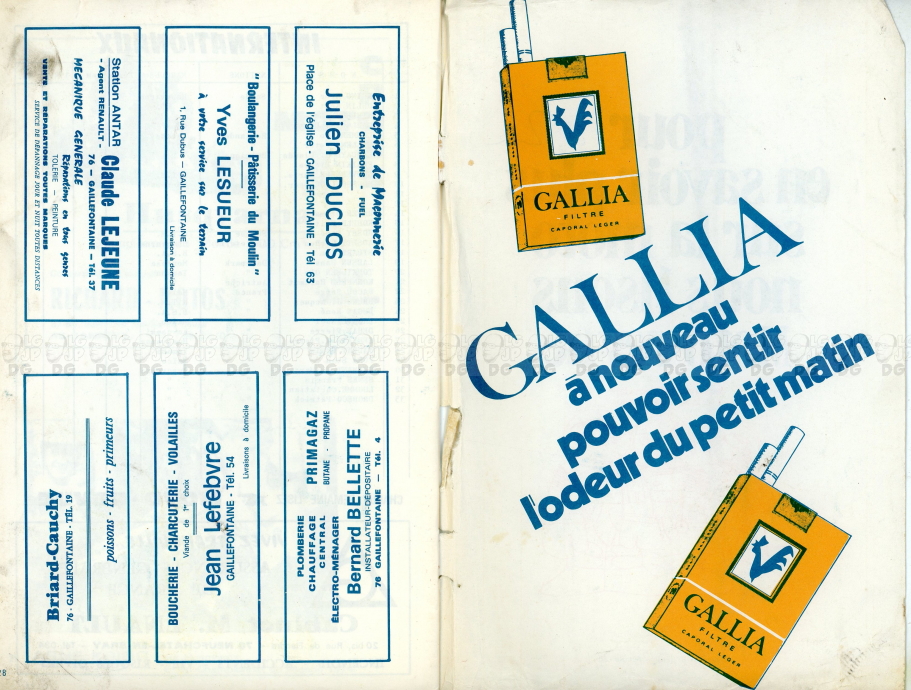 Station ANTAR
- Agent RENAULT -
Claude LEJEUNE
76 - GAILLEFONTAINE - Tél. 37
MECANIQUE GENERALE
Réparations en tous genres
TOLERIE - PEINTURE
VENTE ET RÉPARATIONS TOUTES MARQUES
SERVICE DE DÉPANNAGE JOUR ET NUIT TOUTES DISTANCES
" Boulangerie - Pâtisserie du Moulin "
Yves LESUEUR
à votre service sur le terrain
1, Rue Dubus — GAILLEFONTAINE
Livraison à domicile
Entreprise de Maçonnerie
CHARBONS - FUEL
Julien DUCLOS
Place de l'église - GAILLEFONTAINE - Tél 63
poissons - fruits - primeurs
Briard-Cauchy
76 - GAILLEFONTAINE - TÉL. 19
BOUCHERIE - CHARCUTERIE - VOLAILLES
Viande de 1er choix
Jean Lefebvre
GAILLEFONTAINE - Tél. 54
Livraisons à domicile
PLOMBERIE
CHAUFFAGE
CENTRAL
ÉLECTRO-MÉNAGER
PRIMAGAZ
BUTANE - PROPANE
Bernard BELLETTE
INSTALLATEUR-DÉPOSITAIRE
76 GAILLEFONTAINE — Tél. 4
28
GALLIA
FILTRE
CAPORAL LEGER
GALLIA
à nouveau
pouvoir sentir
l'odeur du petit matin
GALLIA
FILTRE
CAPORAL LEGER